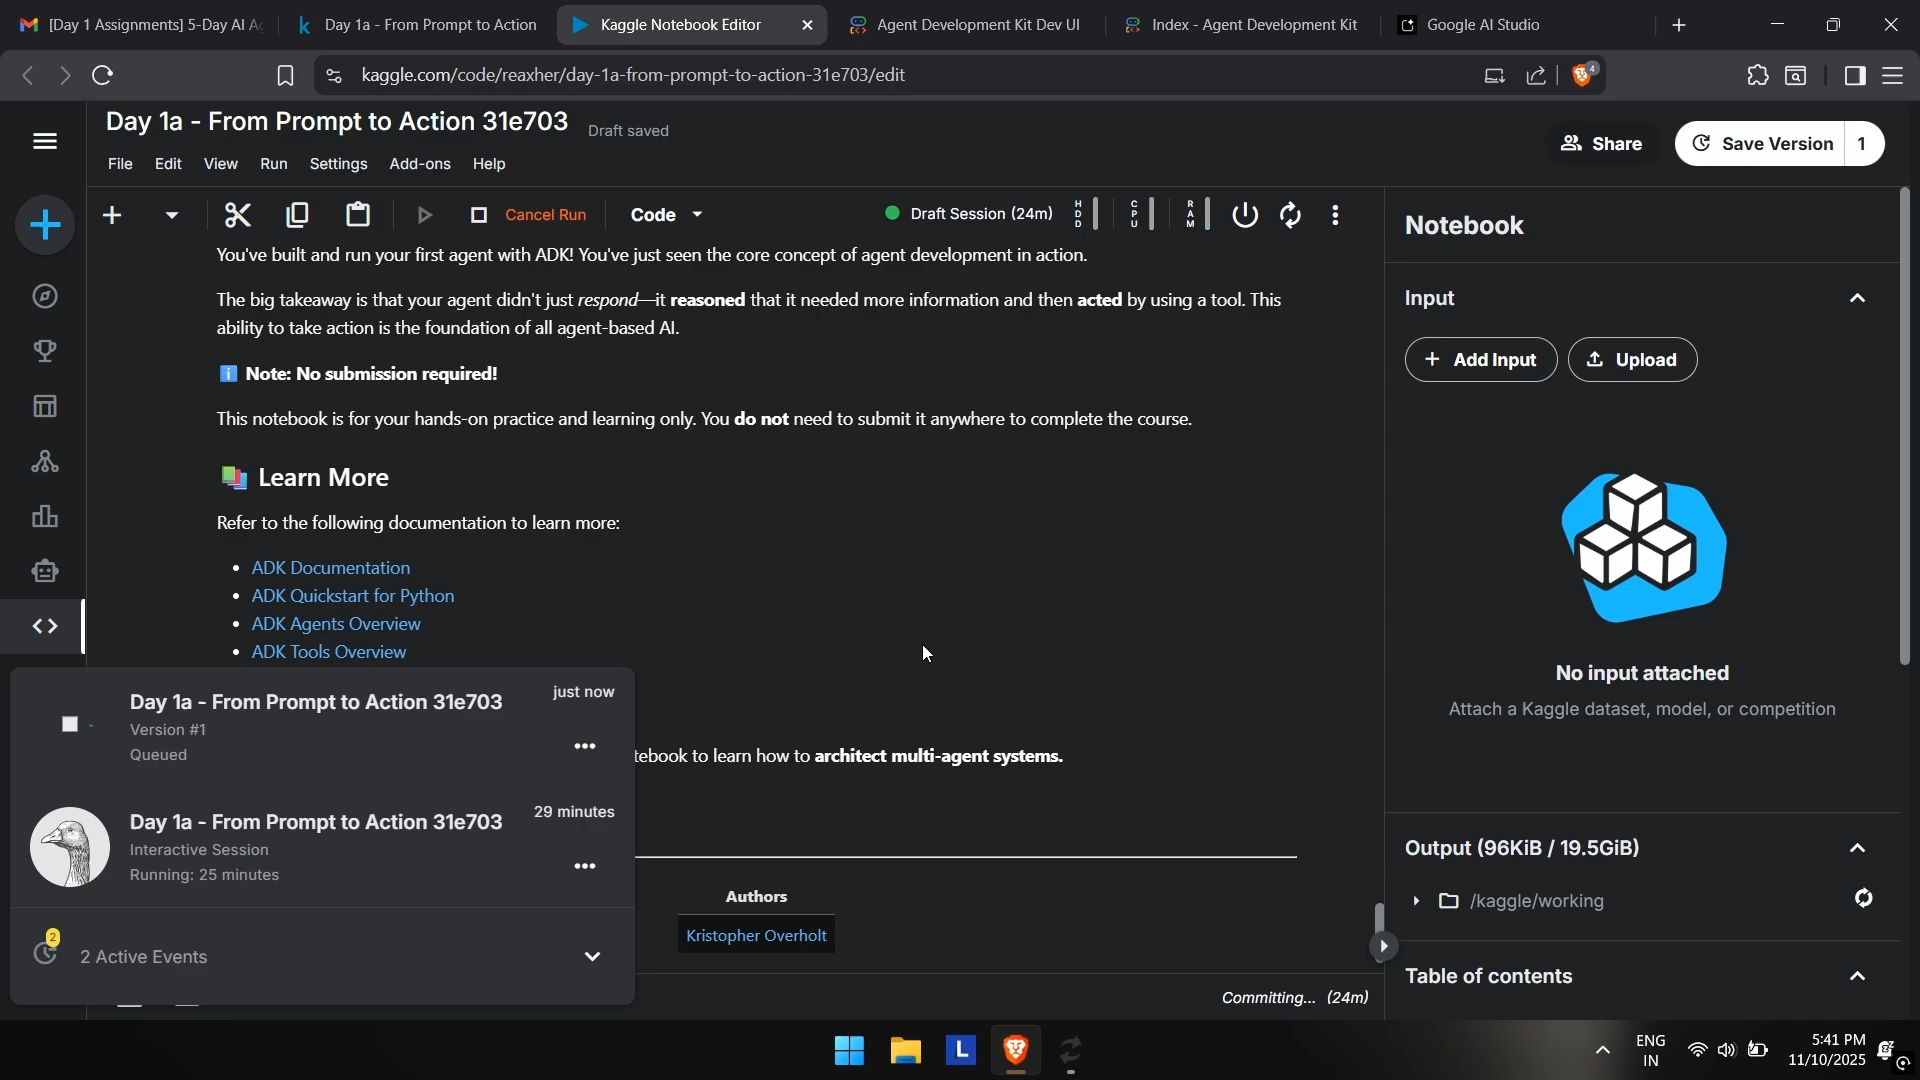 [Day 1 Assignments] 5-Day AI Ag
Day 1a - From Prompt to Action
Kaggle Notebook Editor
Agent Development Kit Dev UI
Index - Agent Development Kit
Google AI Studio
kaggle.com/code/reaxher/day-1a-from-prompt-to-action-31e703/edit
4
Day 1a - From Prompt to Action 31e703
Draft saved
Share
Save Version
1
File
Edit
View
Run
Settings
Add-ons
Help
Cancel Run
Code
Draft Session (24m)
HDD
CPU
RAM
You've built and run your first agent with ADK! You've just seen the core concept of agent development in action.
The big takeaway is that your agent didn't just respond—it reasoned that it needed more information and then acted by using a tool. This
ability to take action is the foundation of all agent-based AI.
ℹ️ Note: No submission required!
This notebook is for your hands-on practice and learning only. You do not need to submit it anywhere to complete the course.
📚 Learn More
Refer to the following documentation to learn more:
• ADK Documentation
• ADK Quickstart for Python
• ADK Agents Overview
• ADK Tools Overview
tebook to learn how to architect multi-agent systems.
Authors
Kristopher Overholt
Committing... (24m)
Day 1a - From Prompt to Action 31e703
just now
Version #1
Queued
Day 1a - From Prompt to Action 31e703
29 minutes
Interactive Session
Running: 25 minutes
2
2 Active Events
Notebook
Input
+ Add Input
Upload
No input attached
Attach a Kaggle dataset, model, or competition
Output (96KiB / 19.5GiB)
/kaggle/working
Table of contents
L
ENG
IN
5:41 PM
11/10/2025